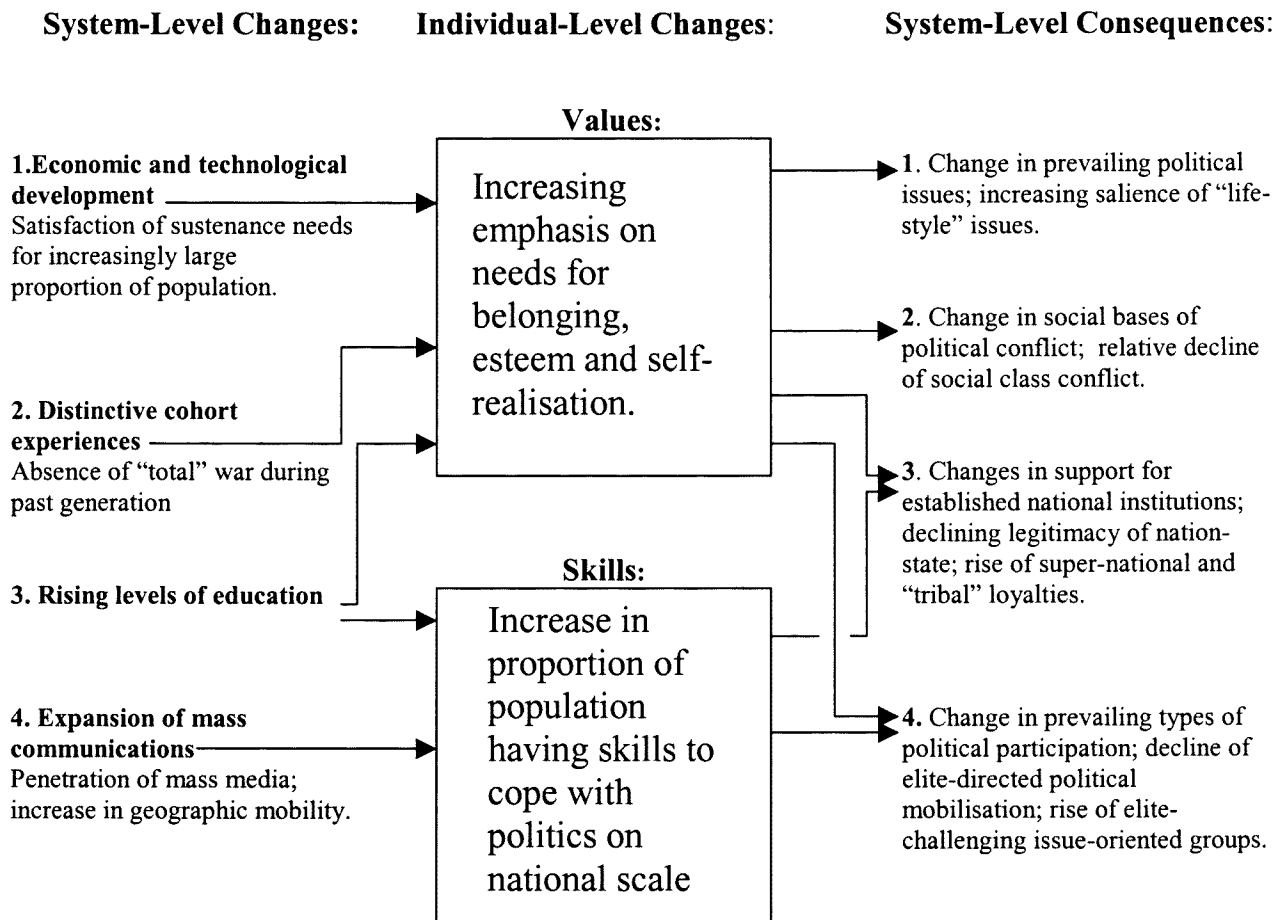 System-Level Changes:
Individual-Level Changes:
System-Level Consequences:
1.Economic and technological
development
Satisfaction of sustenance needs
for increasingly large
proportion of population.
2. Distinctive cohort
experiences
Absence of “total” war during
past generation
3. Rising levels of education
4. Expansion of mass
communications
Penetration of mass media;
increase in geographic mobility.
Values:
Increasing
emphasis on
needs for
belonging,
esteem and self-
realisation.
Skills:
Increase in
proportion of
population
having skills to
cope with
politics on
national scale
1. Change in prevailing political
issues; increasing salience of “life-
style” issues.
2. Change in social bases of
political conflict; relative decline
of social class conflict.
3. Changes in support for
established national institutions;
declining legitimacy of nation-
state; rise of super-national and
“tribal” loyalties.
4. Change in prevailing types of
political participation; decline of
elite-directed political
mobilisation; rise of elite-
challenging issue-oriented groups.